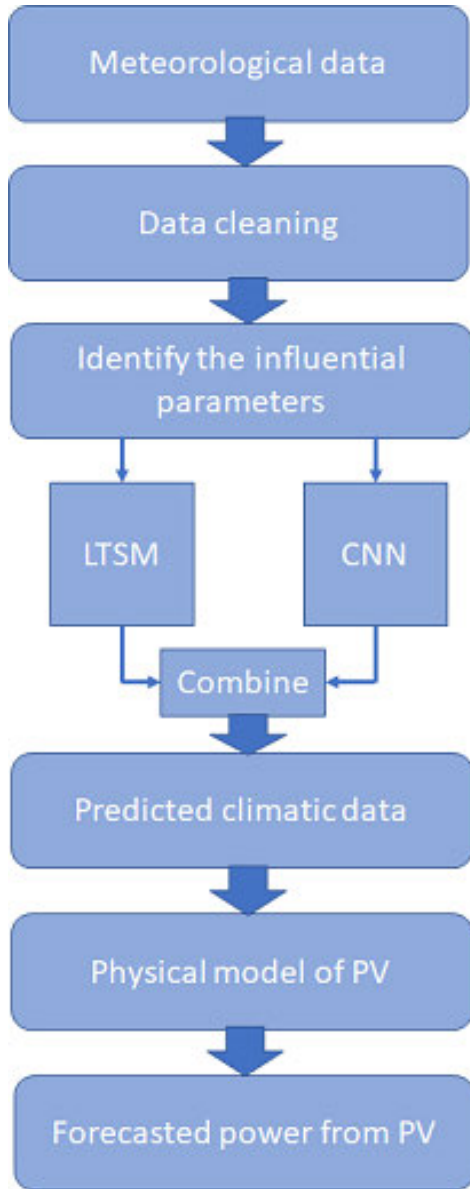 Meteorological data
Data cleaning
Identify the influential
parameters
LTSM
CNN
Combine
Predicted climatic data
Physical model of PV
Forecasted power from PV